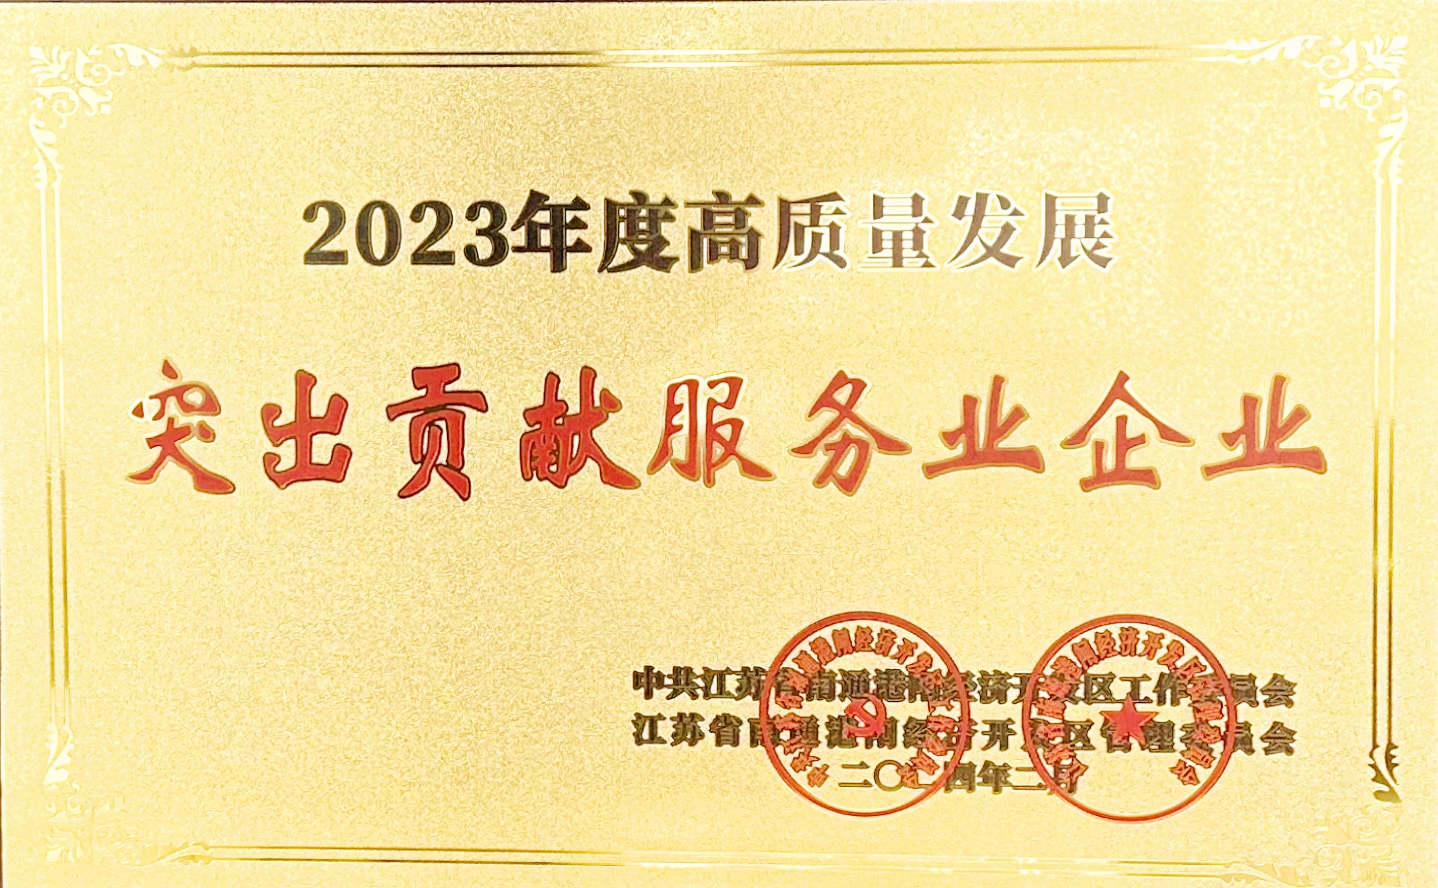 2023年度高质量发展
突出贡献服务业企业
中共江苏省南通港闸经济开发区工作委员会
江苏省南通港闸经济开发区管理委员会
二〇二四年二月